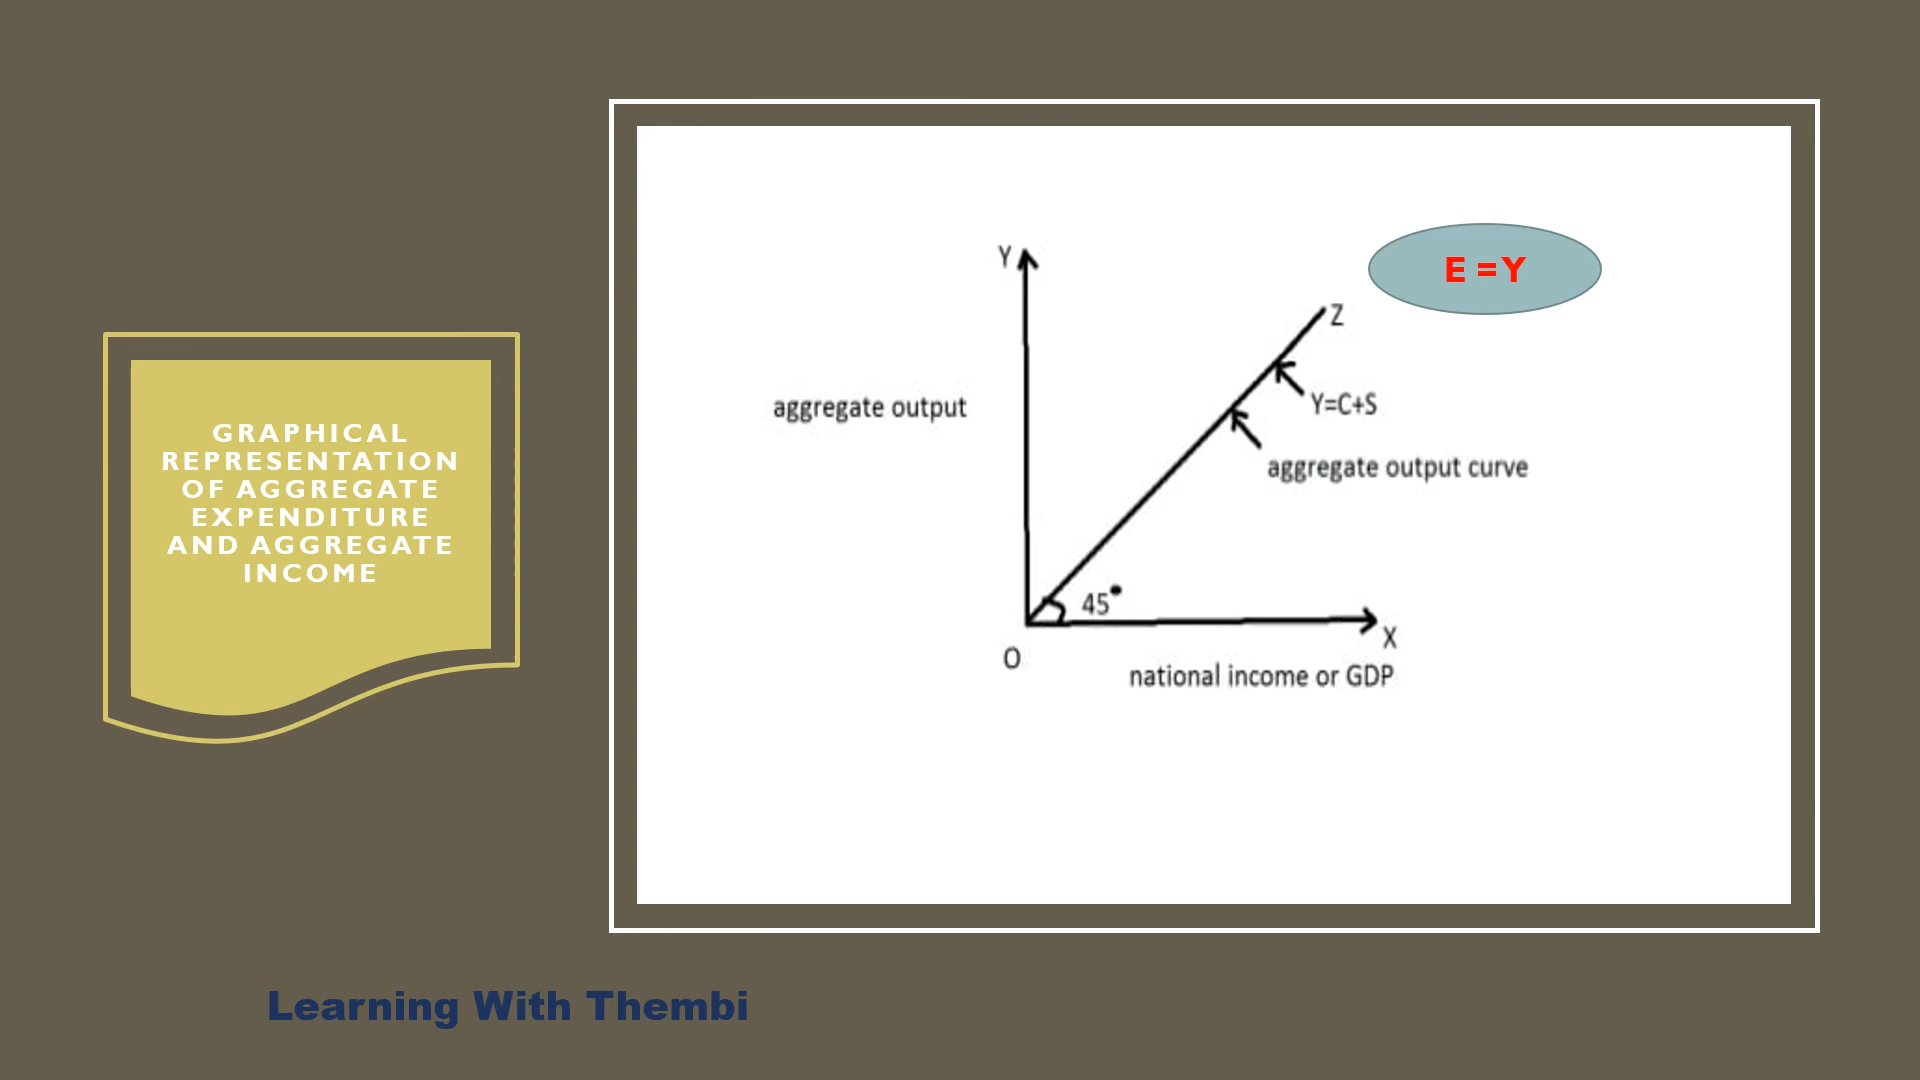 GRAPHICAL
REPRESENTATION
OF AGGREGATE
EXPENDITURE
AND AGGREGATE
INCOME
E =Y
Y
Z
Y=C+S
aggregate output
aggregate output curve
45°
X
O
national income or GDP
Learning With Thembi